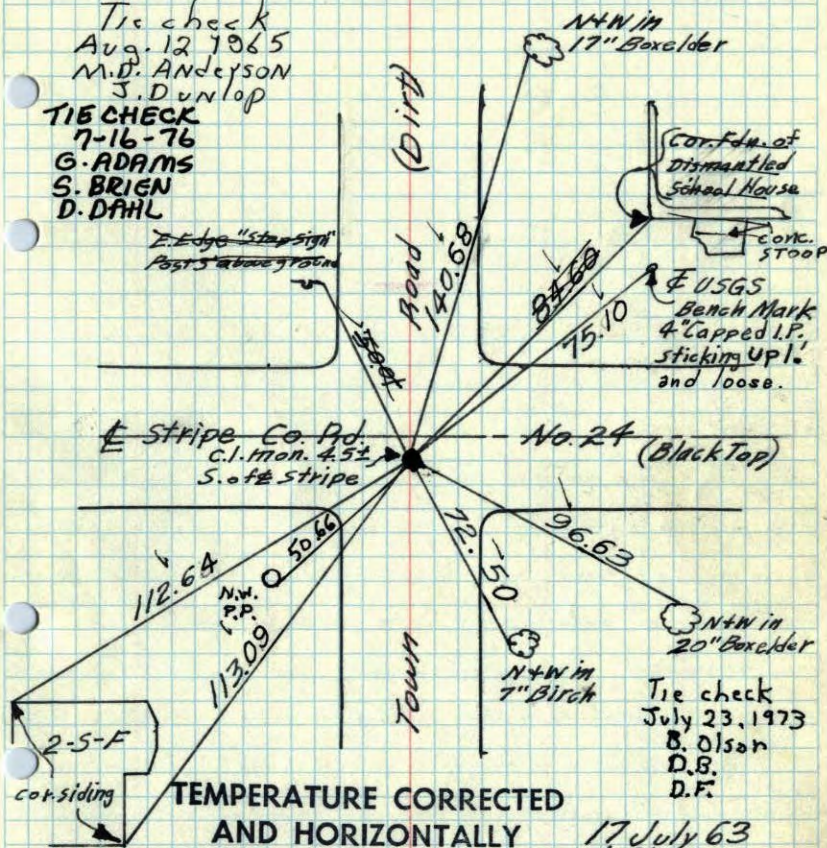 Tie check
Aug. 12 1965
M.D. Anderson
J. Dunlop
TIE CHECK
7-16-76
G. ADAMS
S. BRIEN
D. DAHL
N+W in
17" Boxelder
Cor. Fdn. of
Dismantled
School House
conc.
STOOP
E. Edge "Stop Sign"
Post 5' above ground
Road (Dirt)
140.68
84.60
75.10
℄ USGS
Bench Mark
4" Capped I.P.
sticking up 1.'
and loose.
℄ Stripe Co. Rd. No. 24 (Black Top)
C.I. mon. 4.5±
S. of ℄ stripe
112.64
50.66
N.W.
P.P.
113.09
72.50
96.63
Town
N+W in
7" Birch
N+W in
20" Boxelder
2-S-F
cor. siding
Tie check
July 23, 1973
B. Olson
D.B.
D.F.
TEMPERATURE CORRECTED
AND HORIZONTALLY
17 July 63